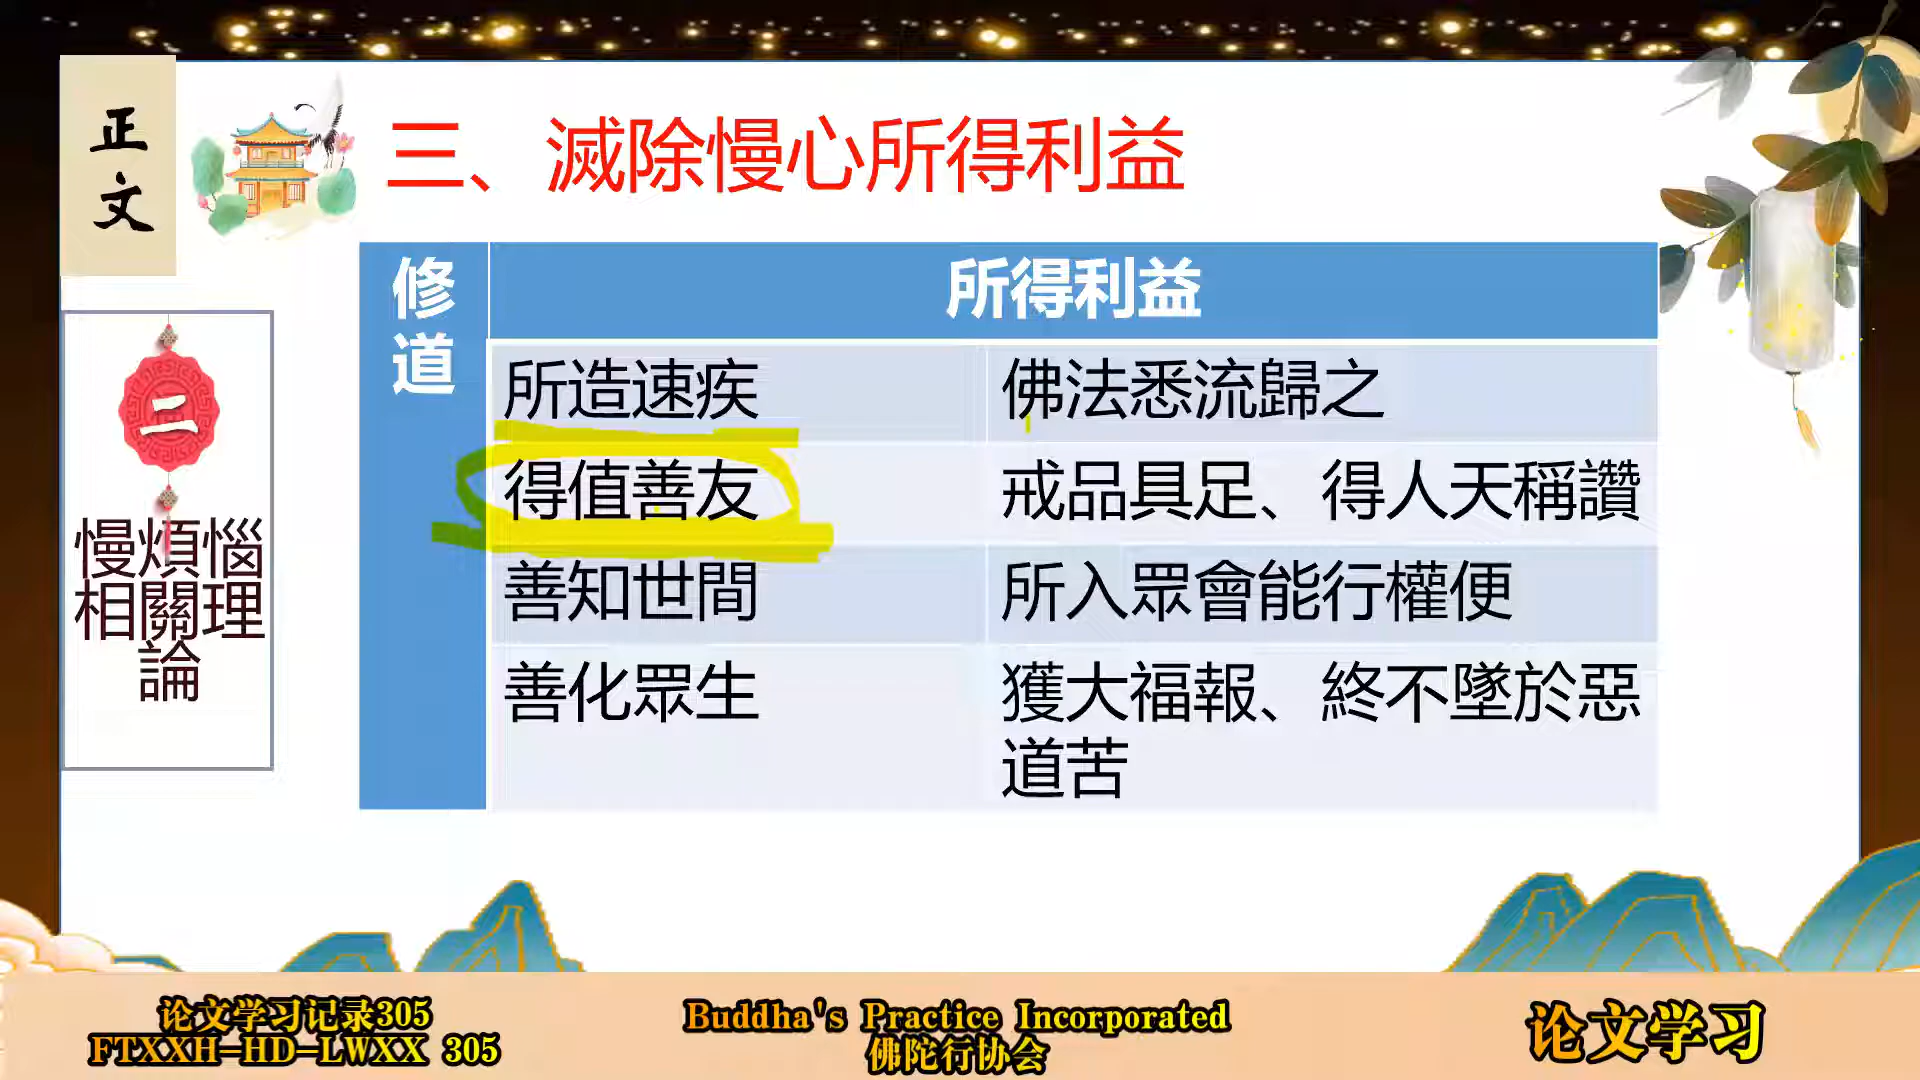 正
文
三、滅除慢心所得利益
二
慢煩惱
相關理
論
修
道
所得利益
所造速疾
佛法悉流歸之
得值善友
戒品具足、得人天稱讚
善知世間
所入眾會能行權便
善化眾生
獲大福報、終不墜於惡
道苦
论文学习记录305
FTXXH-HD-LWXX 305
Buddha's Practice Incorporated
佛陀行协会
论文学习